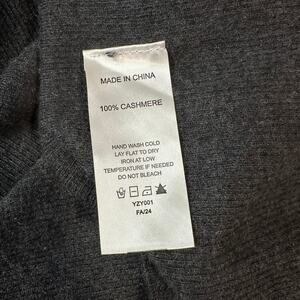 MADE IN CHINA
100% CASHMERE
HAND WASH COLD
LAY FLAT TO DRY
IRON AT LOW
TEMPERATURE IF NEEDED
DO NOT BLEACH
YZY001
FA/24